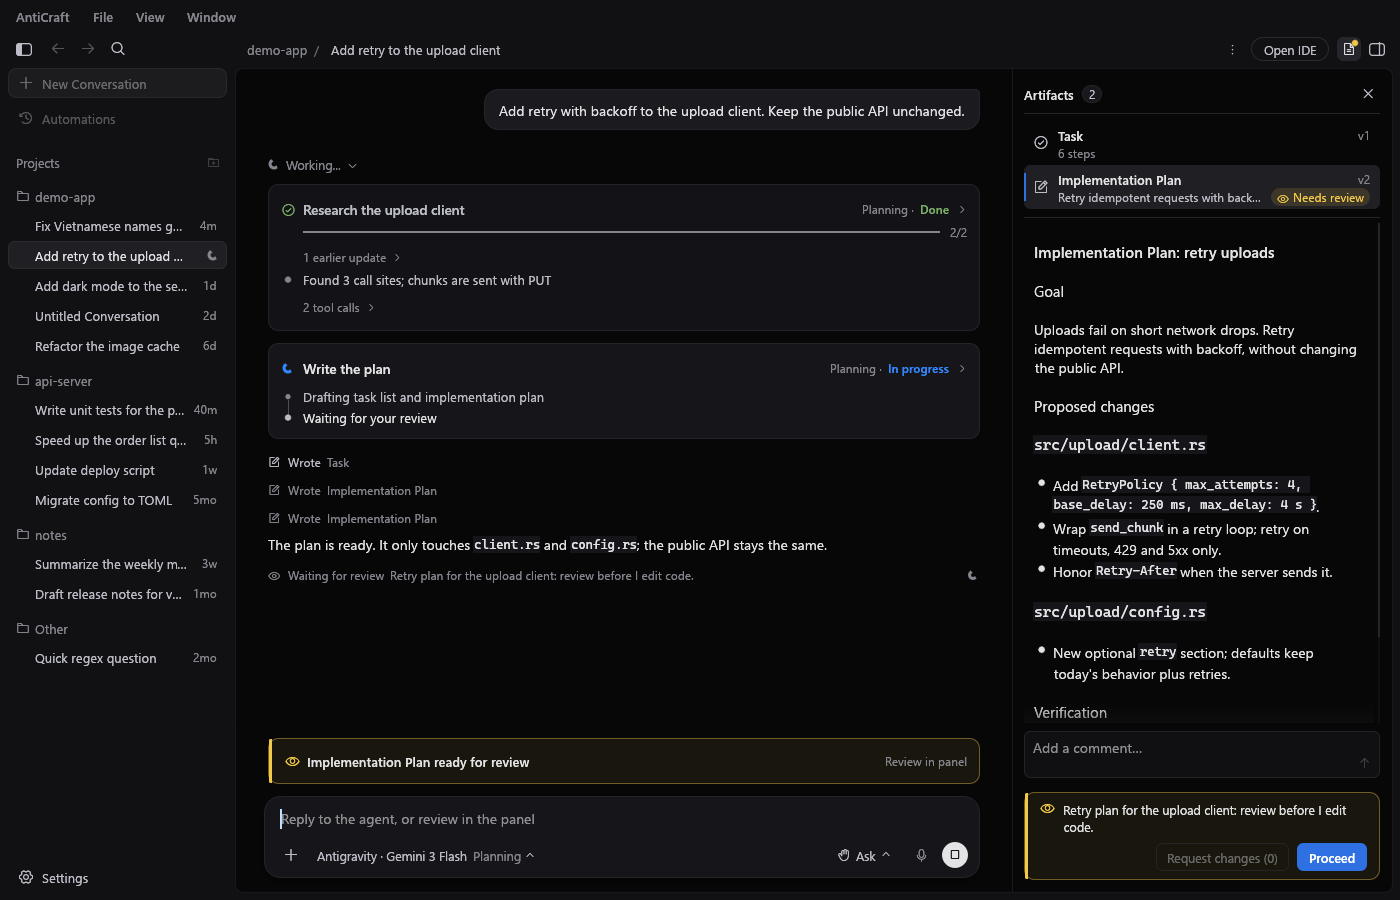 AntiCraft File View Window
demo-app / Add retry to the upload client
Open IDE
New Conversation
Automations
Projects
demo-app
Fix Vietnamese names g... 4m
Add retry to the upload ...
Add dark mode to the se... 1d
Untitled Conversation 2d
Refactor the image cache 6d
api-server
Write unit tests for the p... 40m
Speed up the order list q... 5h
Update deploy script 1w
Migrate config to TOML 5mo
notes
Summarize the weekly m... 3w
Draft release notes for v... 1mo
Other
Quick regex question 2mo
Settings
Add retry with backoff to the upload client. Keep the public API unchanged.
Working...
Research the upload client Planning · Done
2/2
1 earlier update
Found 3 call sites; chunks are sent with PUT
2 tool calls
Write the plan Planning · In progress
Drafting task list and implementation plan
Waiting for your review
Wrote Task
Wrote Implementation Plan
Wrote Implementation Plan
The plan is ready. It only touches client.rs and config.rs; the public API stays the same.
Waiting for review Retry plan for the upload client: review before I edit code.
Implementation Plan ready for review Review in panel
Reply to the agent, or review in the panel
Antigravity · Gemini 3 Flash Planning Ask
Artifacts 2
Task v1
6 steps
Implementation Plan v2
Retry idempotent requests with back... Needs review
Implementation Plan: retry uploads
Goal
Uploads fail on short network drops. Retry
idempotent requests with backoff, without changing
the public API.
Proposed changes
src/upload/client.rs
Add RetryPolicy { max_attempts: 4,
base_delay: 250 ms, max_delay: 4 s }.
Wrap send_chunk in a retry loop; retry on
timeouts, 429 and 5xx only.
Honor Retry-After when the server sends it.
src/upload/config.rs
New optional retry section; defaults keep
today's behavior plus retries.
Verification
Add a comment...
Retry plan for the upload client: review before I edit
code.
Request changes (0) Proceed